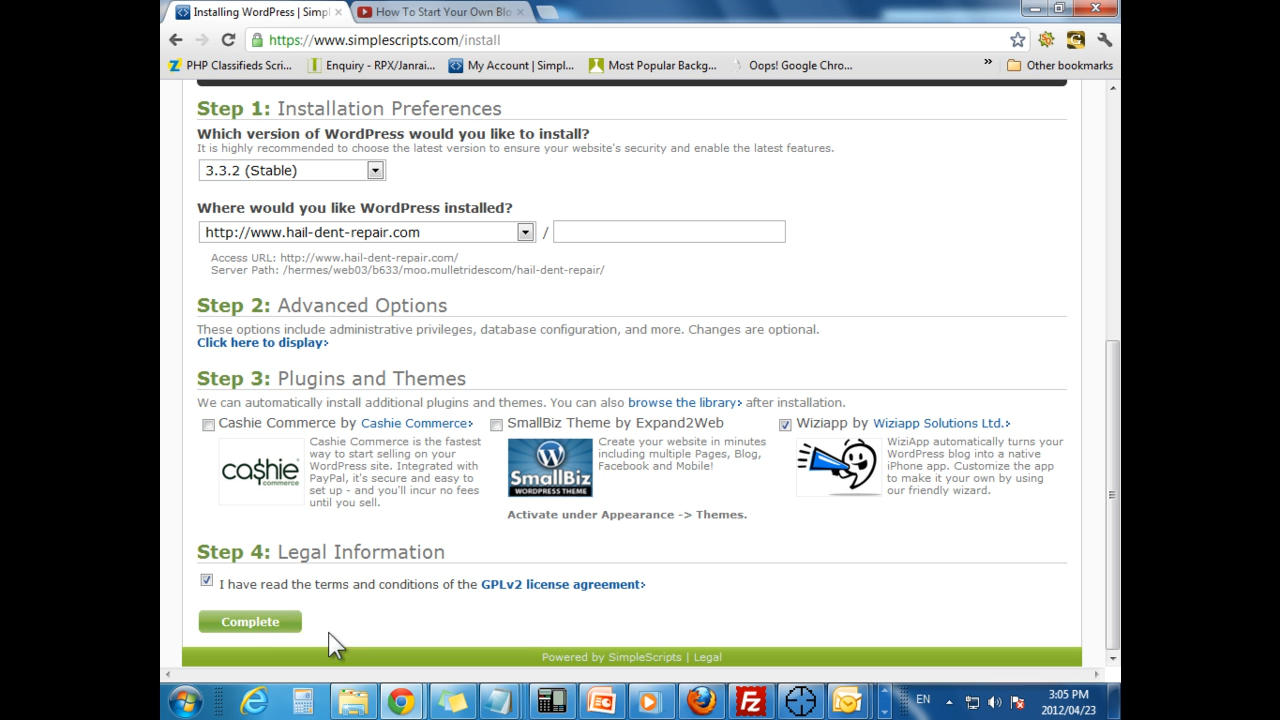 Installing WordPress | Simpl
How To Start Your Own Blo
https://www.simplescripts.com/install
PHP Classifieds Scri...
Enquiry - RPX/Janrai...
My Account | Simpl...
Most Popular Backg...
Oops! Google Chro...
»
Other bookmarks
Step 1: Installation Preferences
Which version of WordPress would you like to install?
It is highly recommended to choose the latest version to ensure your website's security and enable the latest features.
3.3.2 (Stable)
Where would you like WordPress installed?
http://www.hail-dent-repair.com /
Access URL: http://www.hail-dent-repair.com/
Server Path: /hermes/web03/b633/moo.mulletridescom/hail-dent-repair/
Step 2: Advanced Options
These options include administrative privileges, database configuration, and more. Changes are optional.
Click here to display›
Step 3: Plugins and Themes
We can automatically install additional plugins and themes. You can also browse the library› after installation.
Cashie Commerce by Cashie Commerce›
cashie
commerce
Cashie Commerce is the fastest
way to start selling on your
WordPress site. Integrated with
PayPal, it's secure and easy to
set up - and you'll incur no fees
until you sell.
SmallBiz Theme by Expand2Web
SmallBiz
WORDPRESS THEME
Create your website in minutes
including multiple Pages, Blog,
Facebook and Mobile!
Activate under Appearance -> Themes.
Wiziapp by Wiziapp Solutions Ltd.›
WiziApp automatically turns your
WordPress blog into a native
iPhone app. Customize the app
to make it your own by using
our friendly wizard.
Step 4: Legal Information
I have read the terms and conditions of the GPLv2 license agreement›
Complete
Powered by SimpleScripts | Legal
EN
3:05 PM
2012/04/23